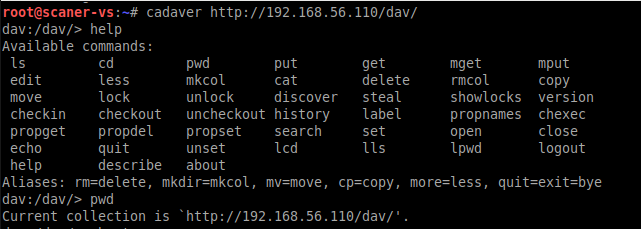 root@scaner-vs:~# cadaver http://192.168.56.110/dav/
dav:/dav/> help
Available commands:
 ls         cd         pwd        put        get        mget       mput
 edit       less       mkcol      cat        delete     rmcol      copy
 move       lock       unlock     discover   steal      showlocks  version
 checkin    checkout   uncheckout history    label      propnames  chexec
 propget    propdel    propset    search     set        open       close
 echo       quit       unset      lcd        lls        lpwd       logout
 help       describe   about
Aliases: rm=delete, mkdir=mkcol, mv=move, cp=copy, more=less, quit=exit=bye
dav:/dav/> pwd
Current collection is `http://192.168.56.110/dav/'.